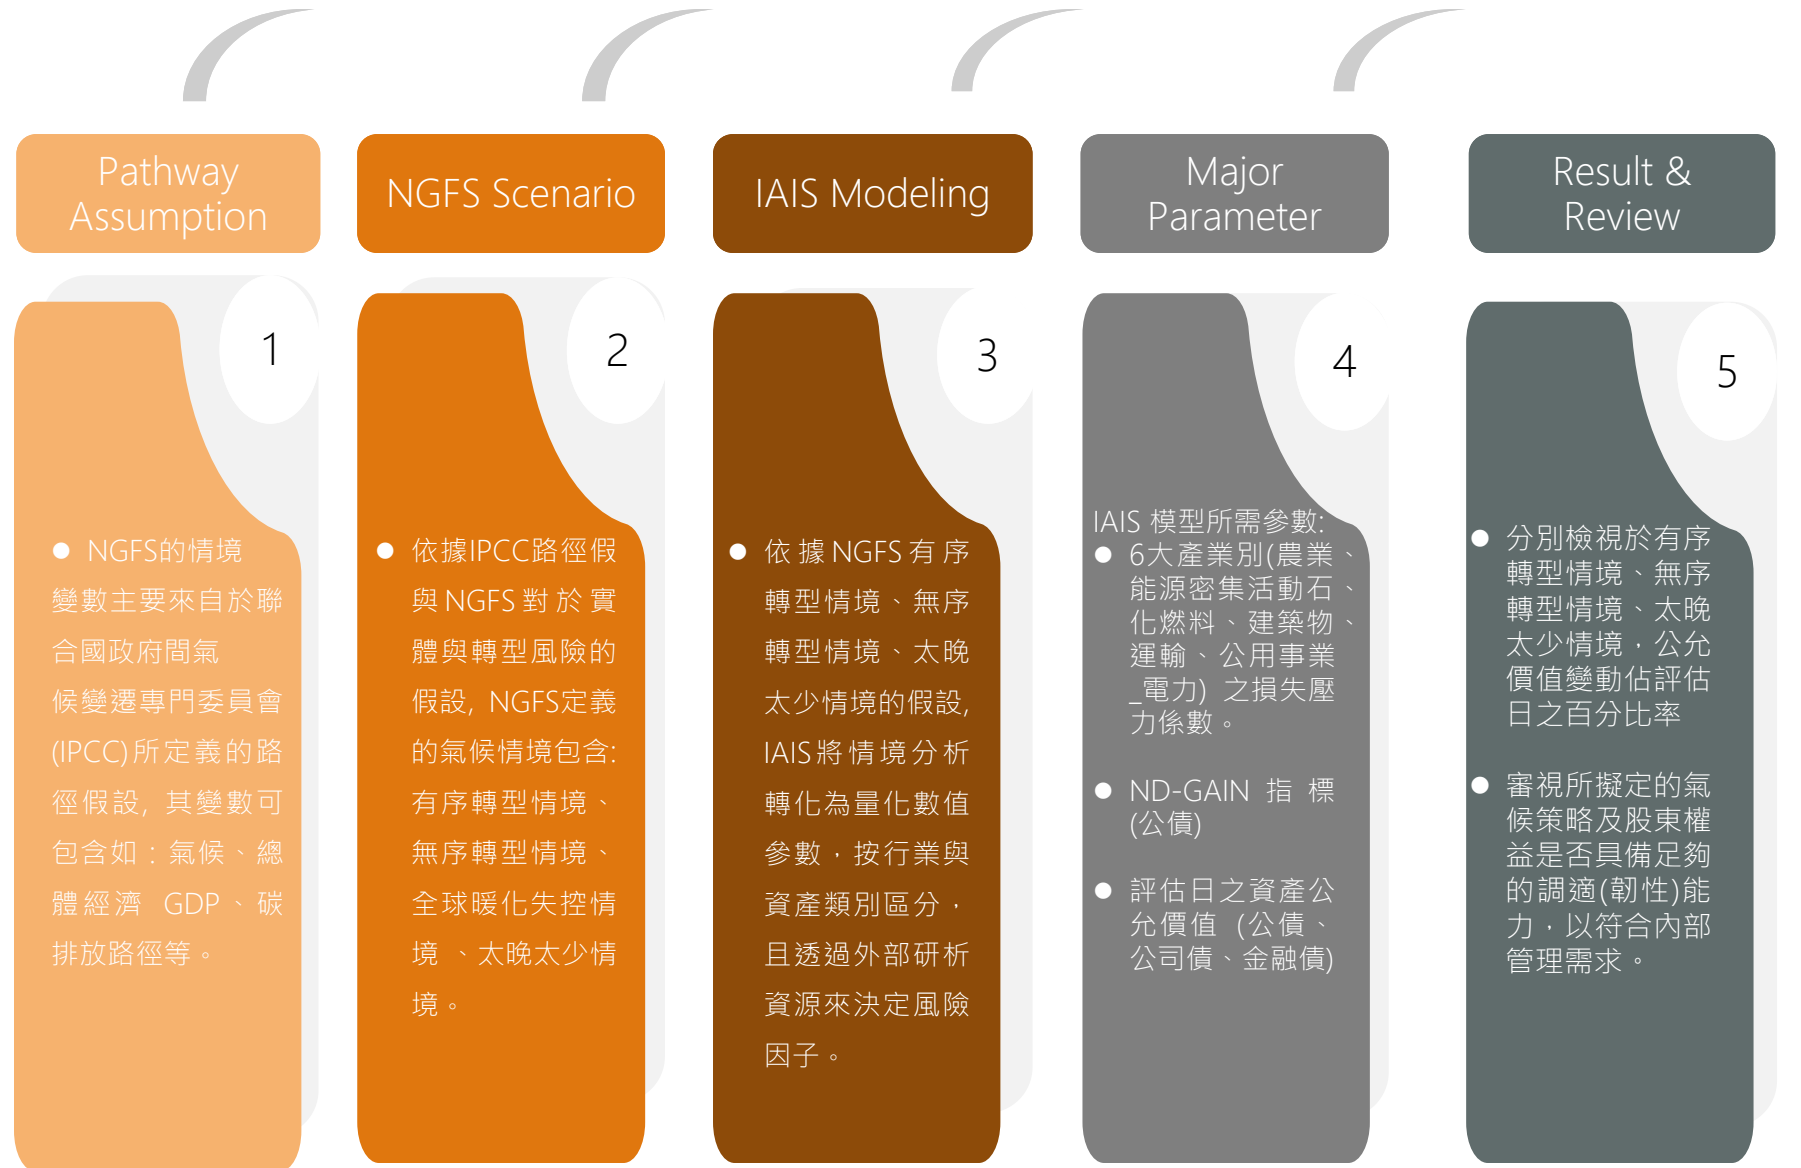 Pathway
Assumption
NGFS Scenario
IAIS Modeling
Major
Parameter
Result &
Review
1
● NGFS的情境
變數主要來自於聯
合國政府間氣
候變遷專門委員會
(IPCC)所定義的路
徑假設, 其變數可
包含如：氣候、總
體經濟 GDP、碳
排放路徑等。
2
● 依據IPCC路徑假
與NGFS對於實
體與轉型風險的
假設, NGFS定義
的氣候情境包含:
有序轉型情境、
無序轉型情境、
全球暖化失控情
境 、太晚太少情
境。
3
● 依據NGFS有序
轉型情境、無序
轉型情境、太晚
太少情境的假設,
IAIS將情境分析
轉化為量化數值
參數，按行業與
資產類別區分，
且透過外部研析
資源來決定風險
因子。
4
IAIS 模型所需參數:
● 6大產業別(農業、
能源密集活動石、
化燃料、建築物、
運輸、公用事業
_電力) 之損失壓
力係數。
● ND-GAIN 指標
(公債)
● 評估日之資產公
允價值 (公債、
公司債、金融債)
5
● 分別檢視於有序
轉型情境、無序
轉型情境、太晚
太少情境，公允
價值變動佔評估
日之百分比率
● 審視所擬定的氣
候策略及股東權
益是否具備足夠
的調適(韌性)能
力，以符合內部
管理需求。